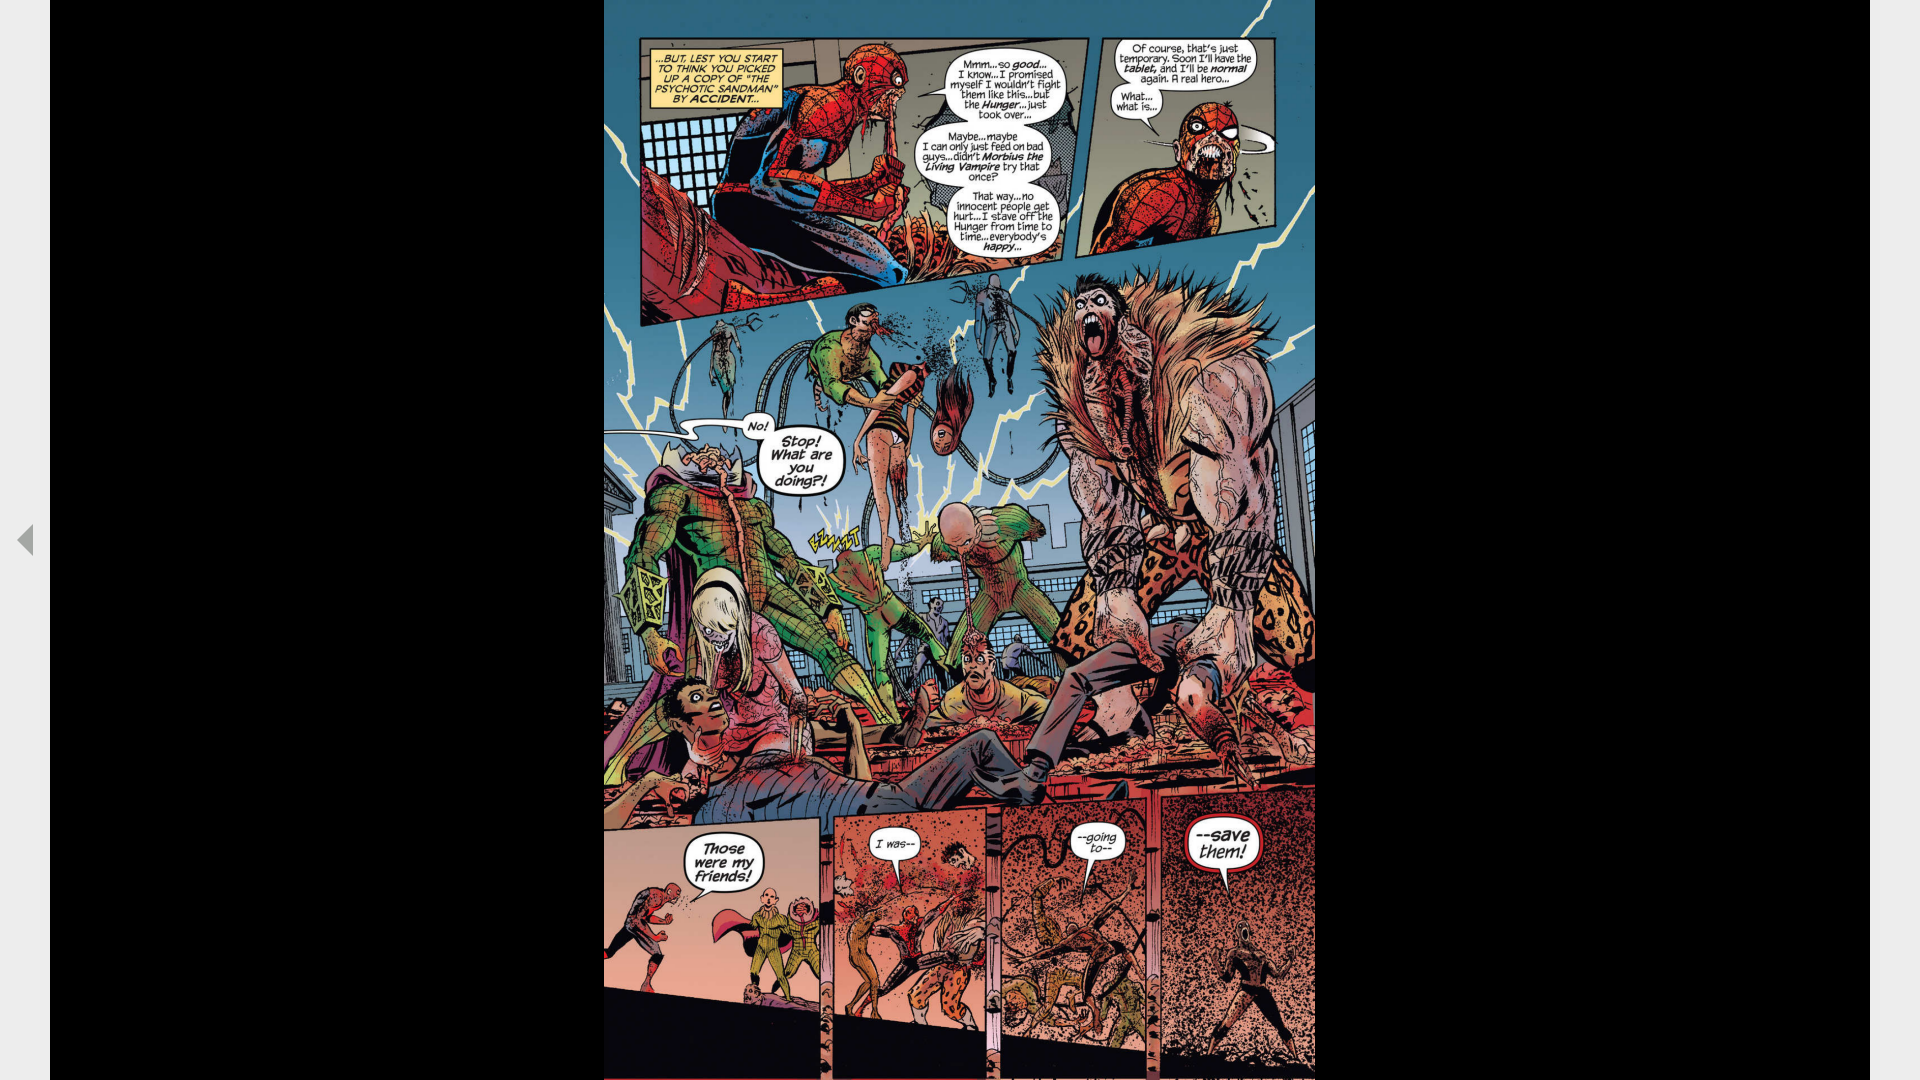 ...BUT, LEST YOU START
TO THINK YOU PICKED
UP A COPY OF "THE
PSYCHOTIC SANDMAN"
BY ACCIDENT...
Mmm...so good...
I know...I promised
myself I wouldn't fight
them like this...but
the Hunger...just
took over...
Maybe...maybe
I can only just feed on bad
guys...didn't Morbius the
Living Vampire try that
once?
That way...no
innocent people get
hurt...I stave off the
Hunger from time to
time...everybody's
happy...
Of course, that's just
temporary. Soon I'll have the
tablet, and I'll be normal
again. A real hero...
What...
what is...
No!
Stop!
What are
you
doing?!
ZZZKZZT
Those
were my
friends!
I was--
--going
to--
--save
them!